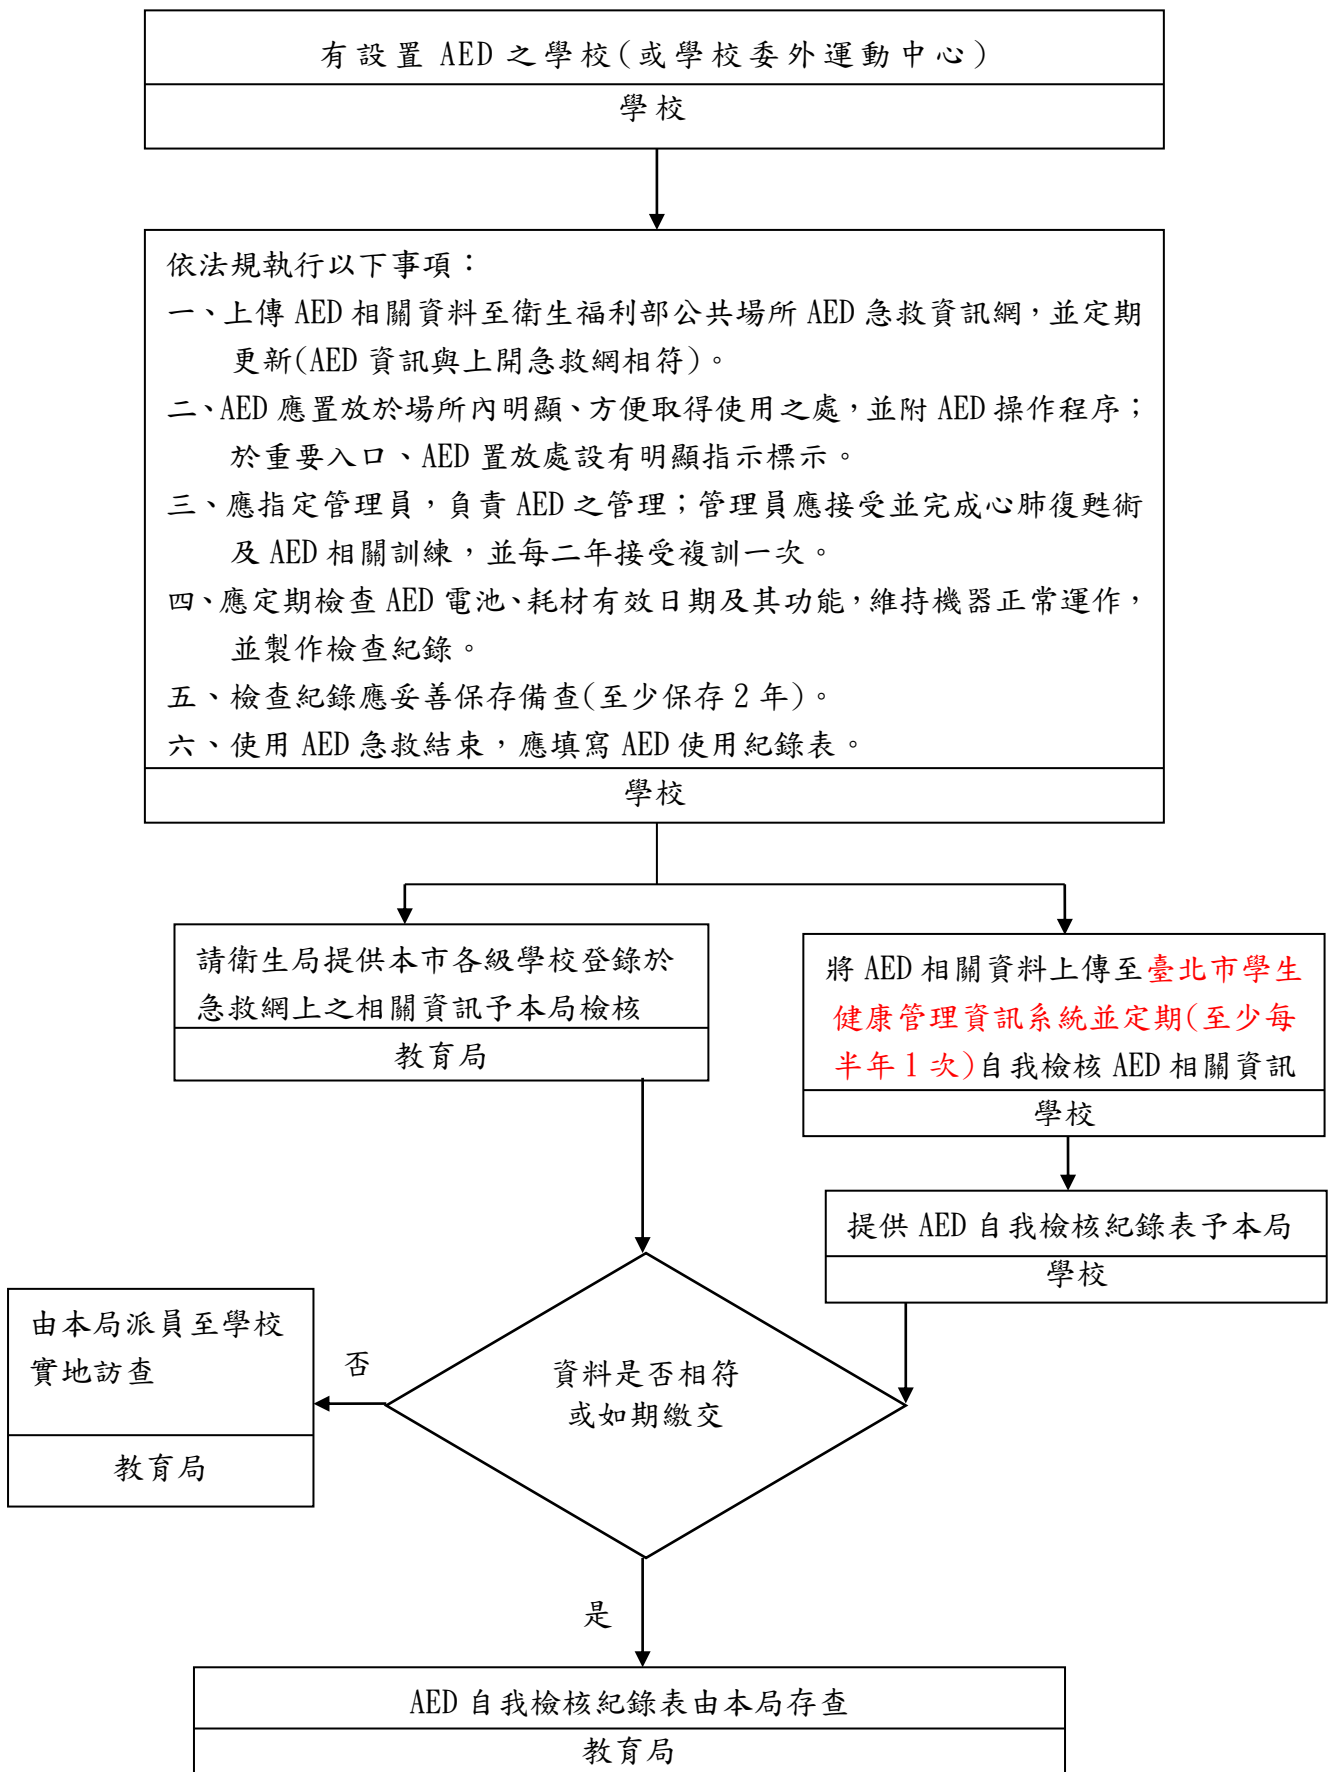 有設置 AED 之學校(或學校委外運動中心)
學校
依法規執行以下事項：
一、上傳 AED 相關資料至衛生福利部公共場所 AED 急救資訊網，並定期
更新(AED 資訊與上開急救網相符)。
二、AED 應置放於場所內明顯、方便取得使用之處，並附 AED 操作程序；
於重要入口、AED 置放處設有明顯指示標示。
三、應指定管理員，負責 AED 之管理；管理員應接受並完成心肺復甦術
及 AED 相關訓練，並每二年接受複訓一次。
四、應定期檢查 AED 電池、耗材有效日期及其功能，維持機器正常運作，
並製作檢查紀錄。
五、檢查紀錄應妥善保存備查(至少保存 2 年)。
六、使用 AED 急救結束，應填寫 AED 使用紀錄表。
學校
請衛生局提供本市各級學校登錄於
急救網上之相關資訊予本局檢核
教育局
將 AED 相關資料上傳至臺北市學生
健康管理資訊系統並定期(至少每
半年 1 次)自我檢核 AED 相關資訊
學校
提供 AED 自我檢核紀錄表予本局
學校
由本局派員至學校
實地訪查
教育局
否
資料是否相符
或如期繳交
是
AED 自我檢核紀錄表由本局存查
教育局